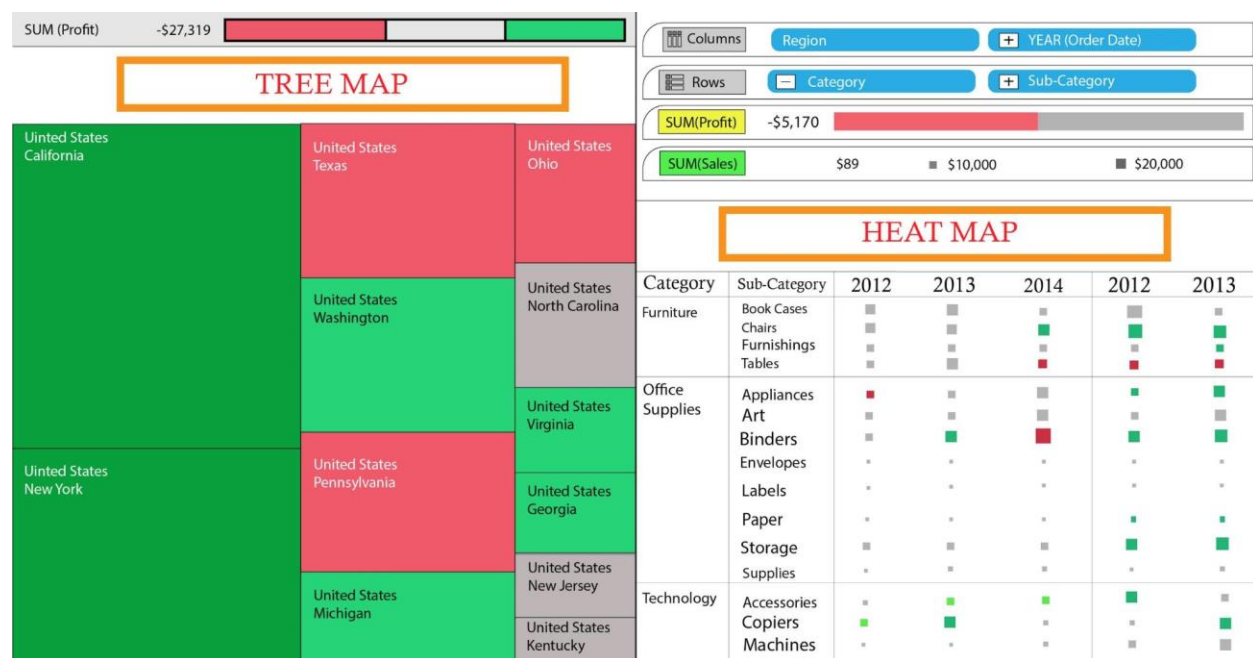 SUM (Profit) -$27,319
TREE MAP
Uinted States
California
Uinted States
New York
United States
Texas
United States
Washington
United States
Pennsylvania
United States
Michigan
United States
Ohio
United States
North Carolina
United States
Virginia
United States
Georgia
United States
New Jersey
United States
Kentucky
Columns Region + YEAR (Order Date)
Rows − Category + Sub-Category
SUM(Profit) -$5,170
SUM(Sales) $89 $10,000 $20,000
HEAT MAP
Category Sub-Category 2012 2013 2014 2012 2013
Furniture Book Cases
Chairs
Furnishings
Tables
Office
Supplies
Appliances
Art
Binders
Envelopes
Labels
Paper
Storage
Supplies
Technology Accessories
Copiers
Machines